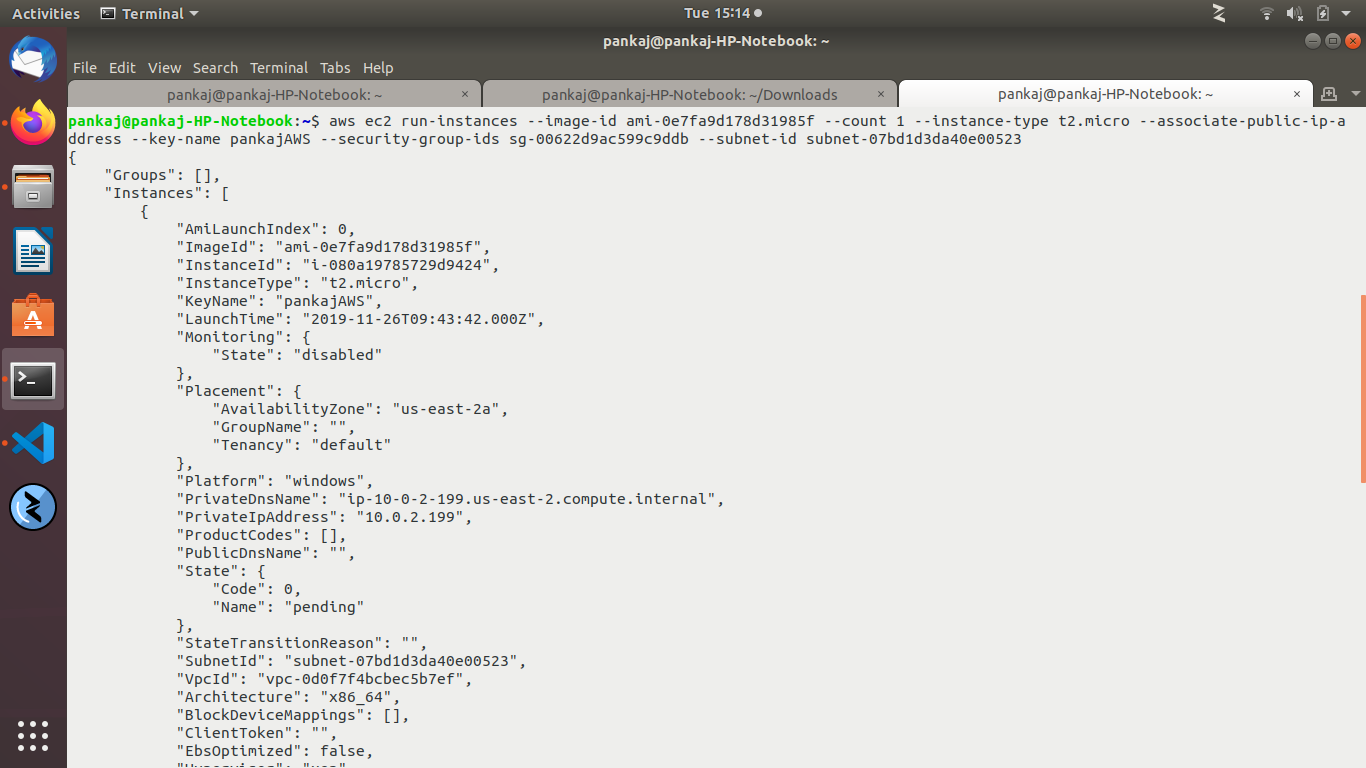 Activities Terminal Tue 15:14
pankaj@pankaj-HP-Notebook: ~
File Edit View Search Terminal Tabs Help
pankaj@pankaj-HP-Notebook: ~ × pankaj@pankaj-HP-Notebook: ~/Downloads × pankaj@pankaj-HP-Notebook: ~ ×
pankaj@pankaj-HP-Notebook:~$ aws ec2 run-instances --image-id ami-0e7fa9d178d31985f --count 1 --instance-type t2.micro --associate-public-ip-a
ddress --key-name pankajAWS --security-group-ids sg-00622d9ac599c9ddb --subnet-id subnet-07bd1d3da40e00523
{
    "Groups": [],
    "Instances": [
        {
            "AmiLaunchIndex": 0,
            "ImageId": "ami-0e7fa9d178d31985f",
            "InstanceId": "i-080a19785729d9424",
            "InstanceType": "t2.micro",
            "KeyName": "pankajAWS",
            "LaunchTime": "2019-11-26T09:43:42.000Z",
            "Monitoring": {
                "State": "disabled"
            },
            "Placement": {
                "AvailabilityZone": "us-east-2a",
                "GroupName": "",
                "Tenancy": "default"
            },
            "Platform": "windows",
            "PrivateDnsName": "ip-10-0-2-199.us-east-2.compute.internal",
            "PrivateIpAddress": "10.0.2.199",
            "ProductCodes": [],
            "PublicDnsName": "",
            "State": {
                "Code": 0,
                "Name": "pending"
            },
            "StateTransitionReason": "",
            "SubnetId": "subnet-07bd1d3da40e00523",
            "VpcId": "vpc-0d0f7f4bcbec5b7ef",
            "Architecture": "x86_64",
            "BlockDeviceMappings": [],
            "ClientToken": "",
            "EbsOptimized": false,